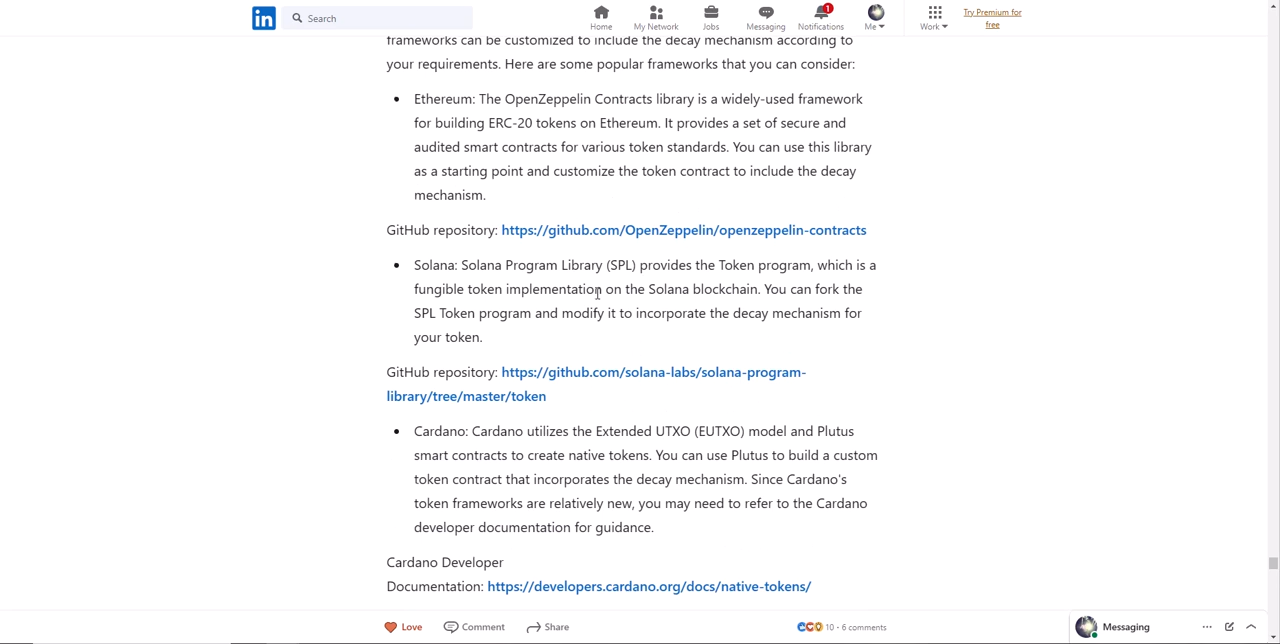 in
Search
Home
My Network
Jobs
Messaging
1
Notifications
Me
Work
Try Premium for
free
frameworks can be customized to include the decay mechanism according to
your requirements. Here are some popular frameworks that you can consider:
• Ethereum: The OpenZeppelin Contracts library is a widely-used framework
for building ERC-20 tokens on Ethereum. It provides a set of secure and
audited smart contracts for various token standards. You can use this library
as a starting point and customize the token contract to include the decay
mechanism.
GitHub repository: https://github.com/OpenZeppelin/openzeppelin-contracts
• Solana: Solana Program Library (SPL) provides the Token program, which is a
fungible token implementation on the Solana blockchain. You can fork the
SPL Token program and modify it to incorporate the decay mechanism for
your token.
GitHub repository: https://github.com/solana-labs/solana-program-
library/tree/master/token
• Cardano: Cardano utilizes the Extended UTXO (EUTXO) model and Plutus
smart contracts to create native tokens. You can use Plutus to build a custom
token contract that incorporates the decay mechanism. Since Cardano's
token frameworks are relatively new, you may need to refer to the Cardano
developer documentation for guidance.
Cardano Developer
Documentation: https://developers.cardano.org/docs/native-tokens/
Love
Comment
Share
10 · 6 comments
Messaging